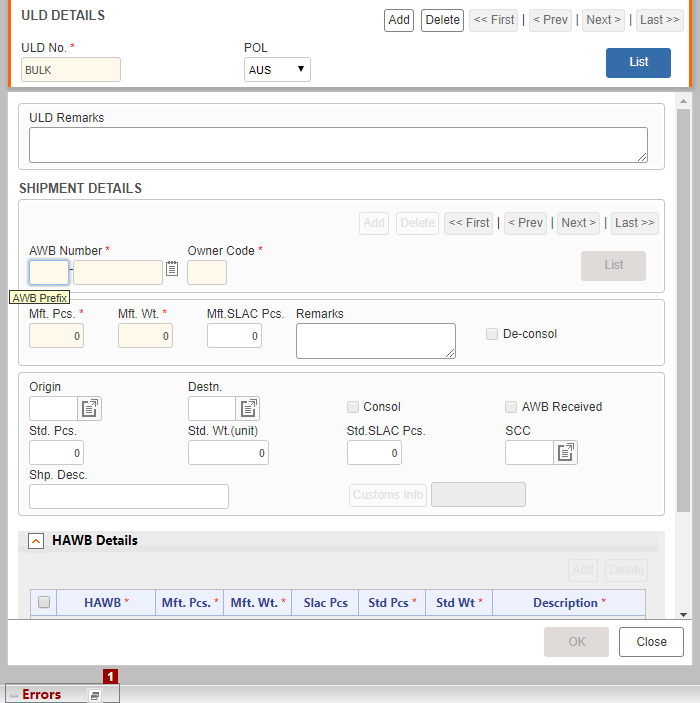 ULD DETAILS
Add Delete << First | < Prev | Next > | Last >>
ULD No. * POL
BULK AUS List
ULD Remarks
SHIPMENT DETAILS
Add Delete << First | < Prev | Next > | Last >>
AWB Number * Owner Code *
- List
AWB Prefix
Mft. Pcs. * Mft. Wt. * Mft.SLAC Pcs. Remarks
0 0 0 De-consol
Origin Destn.
Consol AWB Received
Std. Pcs. Std. Wt.(unit) Std.SLAC Pcs. SCC
0 0 0
Shp. Desc.
Customs Info
HAWB Details
Add Delete
HAWB * Mft. Pcs. * Mft. Wt. * Slac Pcs Std Pcs * Std Wt * Description *
OK Close
1
Errors